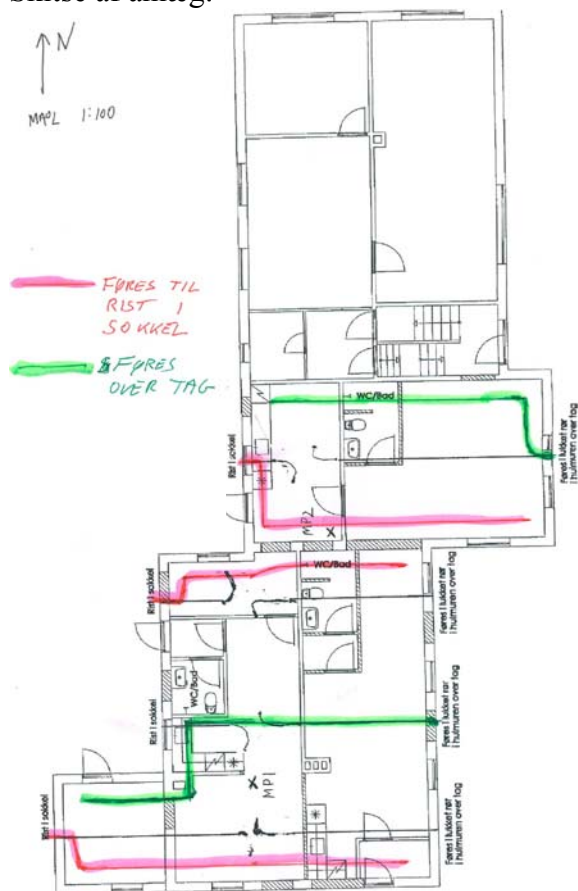 Skitse af anlæg.
N
MÅL 1:100
FØRES TIL
RIST I
SOKKEL
FØRES
OVER TAG
WC/Bad
Rist i sokkel
Føres i lukket rør
i hulmuren over tag
MP2
WC/Bad
Rist i sokkel
Føres i lukket rør
i hulmuren over tag
WC/Bad
Rist i sokkel
Føres i lukket rør
i hulmuren over tag
MP1
Rist i sokkel
Føres i lukket rør
i hulmuren over tag